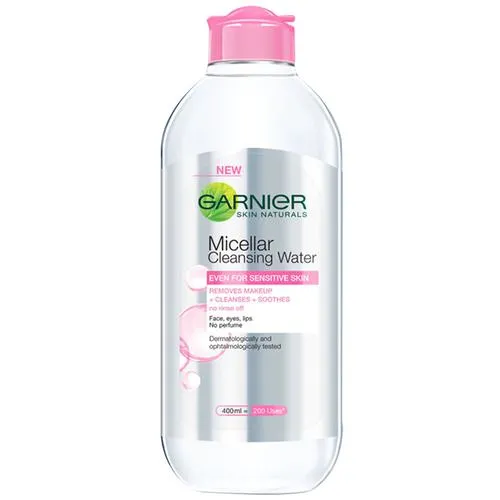 NEW
GARNIER
SKIN NATURALS
Micellar
Cleansing Water
EVEN FOR SENSITIVE SKIN
REMOVES MAKEUP
+ CLEANSES + SOOTHES
no rinse off
Face, eyes, lips
No perfume
Dermatologically and
ophtalmologically tested
400ml = 200 Uses*